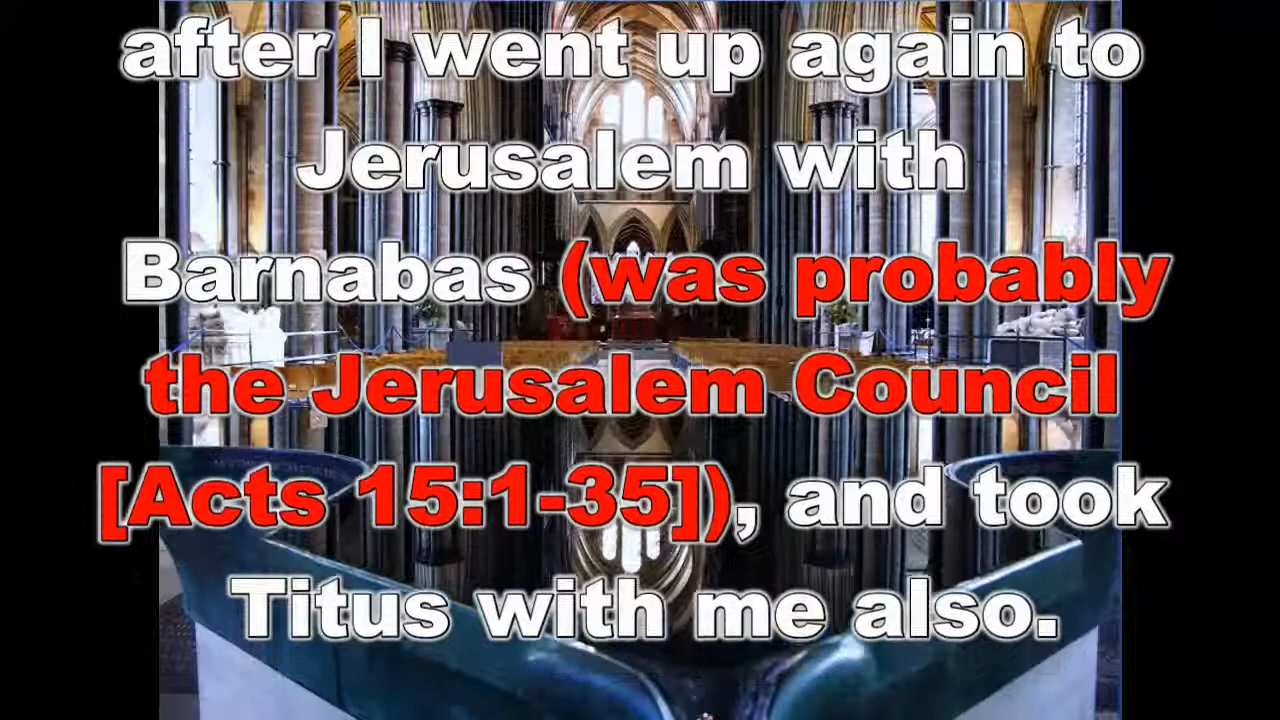 after I went up again to
Jerusalem with
Barnabas (was probably
the Jerusalem Council
[Acts 15:1-35]), and took
Titus with me also.